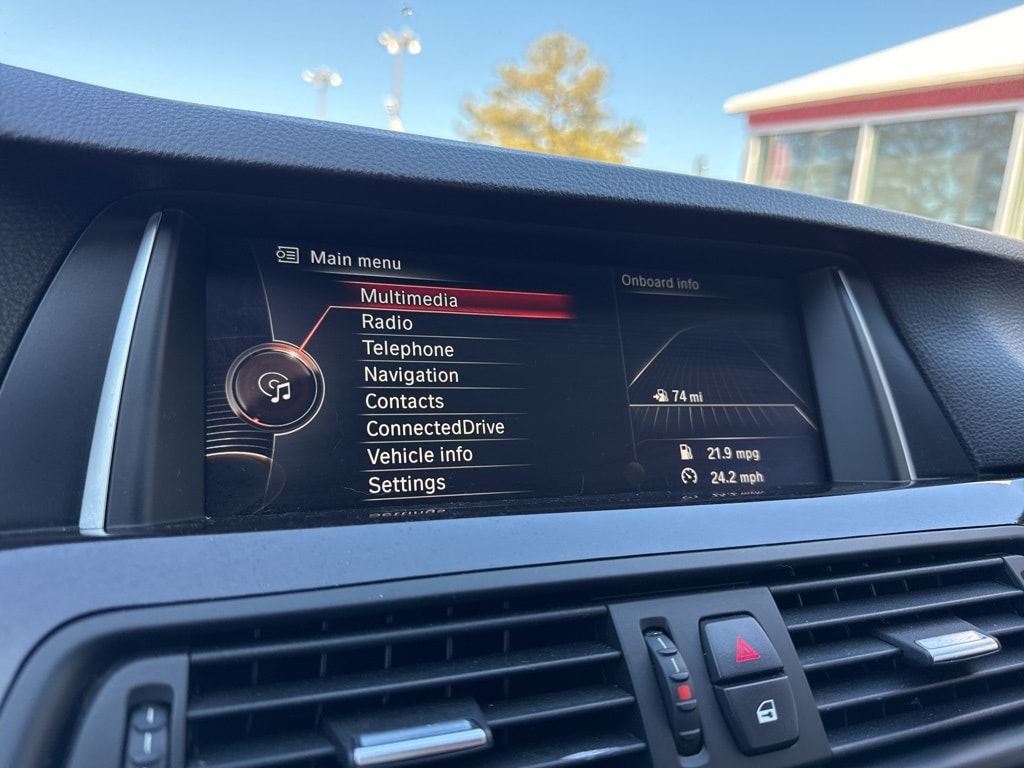 Main menu
Multimedia
Radio
Telephone
Navigation
Contacts
ConnectedDrive
Vehicle info
Settings
Onboard info
74 mi
21.9 mpg
24.2 mph